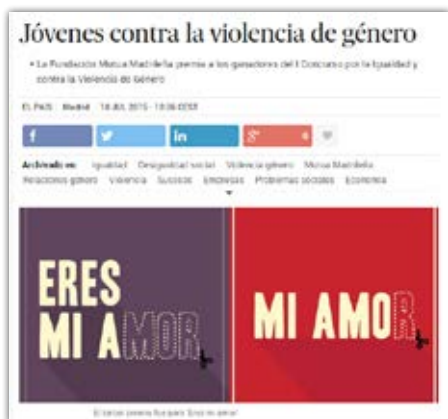 Jóvenes contra la violencia de género
• La Fundación Mutua Madrileña premia a los ganadores del I Concurso por la Igualdad y
contra la Violencia de Género
EL PAÍS Madrid
f in g+
Archivado en: Igualdad Desigualdad social Violencia género Mutua Madrileña
Relaciones género Violencia Sucesos Empresas Problemas sociales Economía
ERES
MI AMOR
MI AMOR